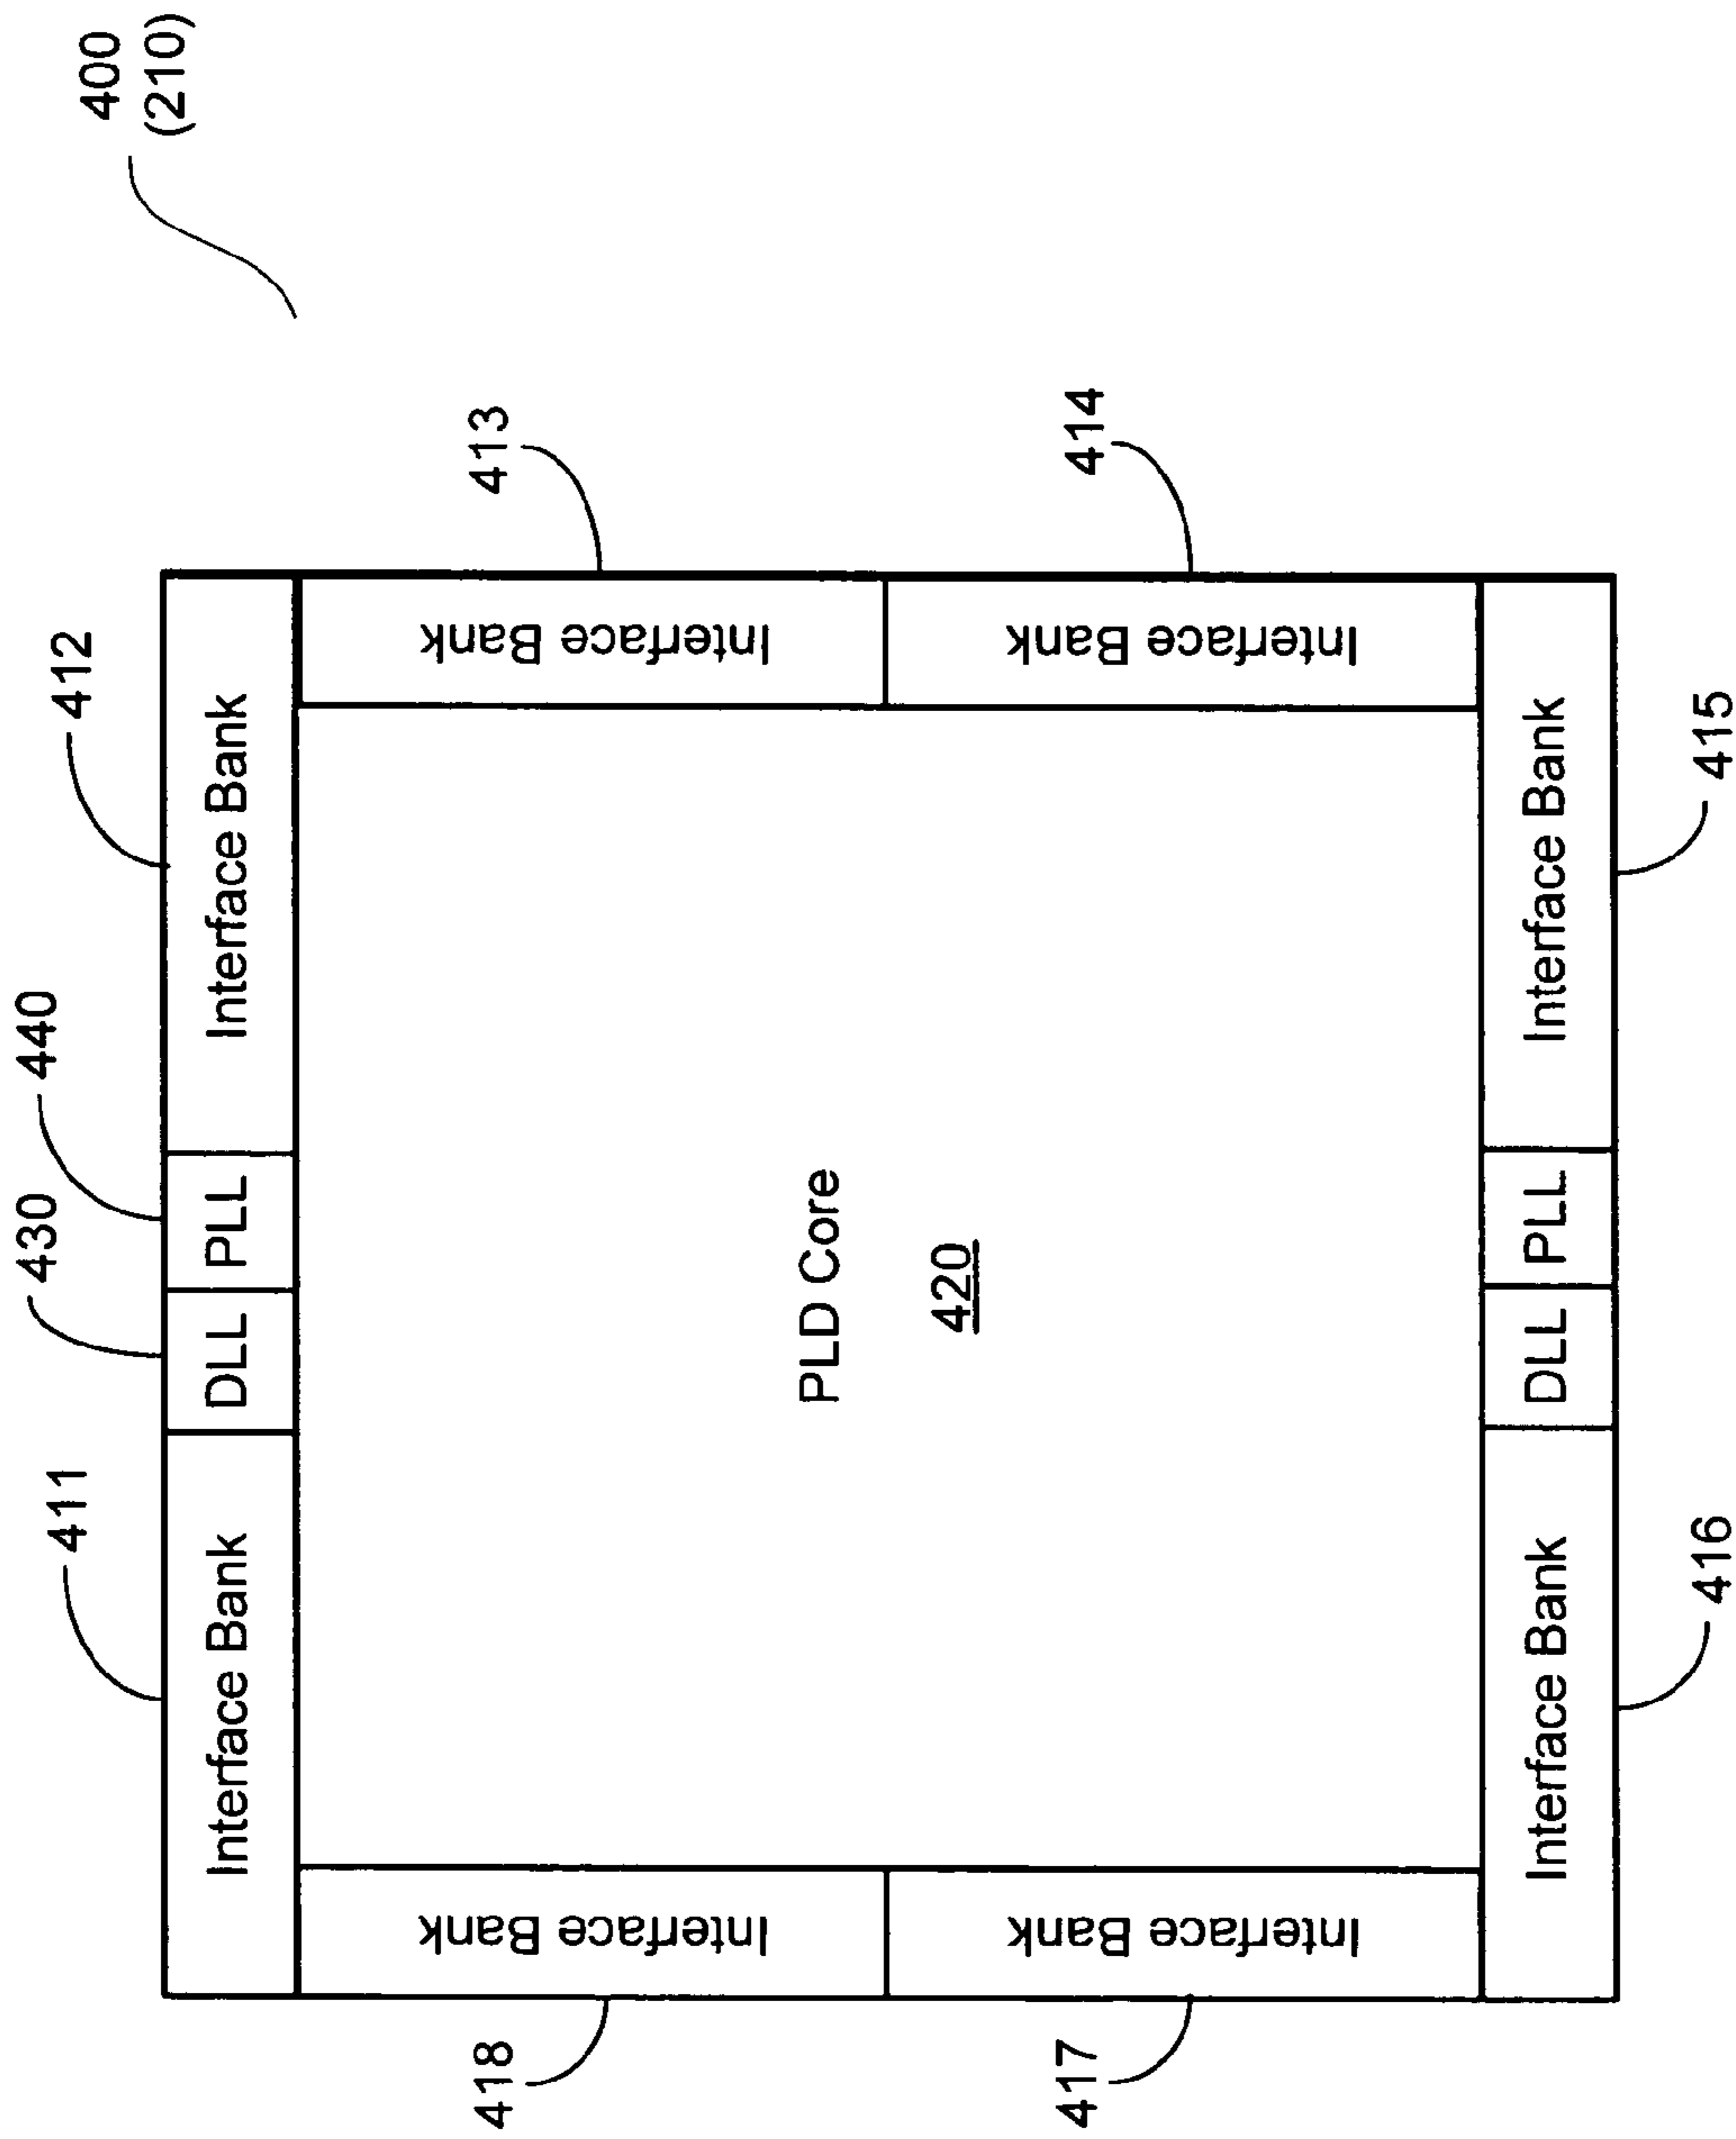 400
(210)
411
430
440
412
Interface Bank
DLL
PLL
Interface Bank
418
Interface Bank
Interface Bank
413
PLD Core
420
417
Interface Bank
Interface Bank
414
Interface Bank
DLL
PLL
Interface Bank
416
415